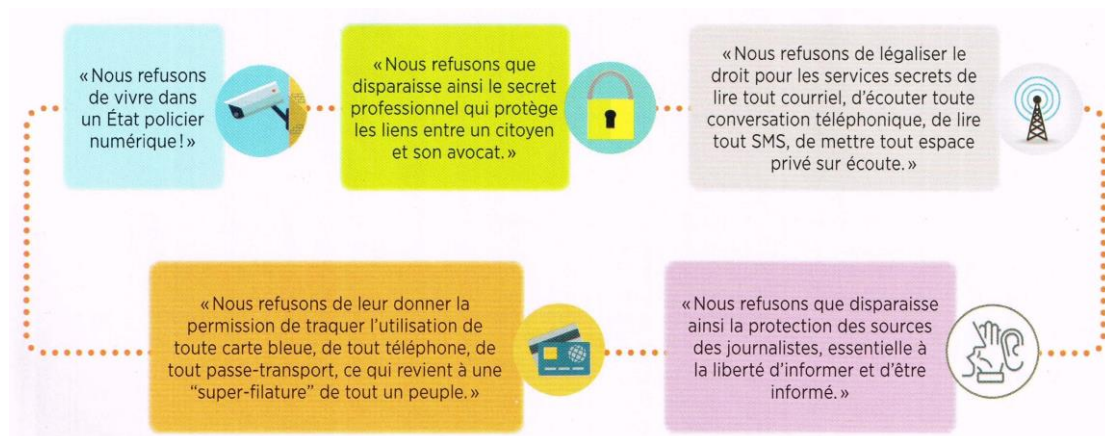 « Nous refusons
de vivre dans
un État policier
numérique ! »
« Nous refusons que
disparaisse ainsi le secret
professionnel qui protège
les liens entre un citoyen
et son avocat. »
« Nous refusons de légaliser le
droit pour les services secrets de
lire tout courriel, d’écouter toute
conversation téléphonique, de lire
tout SMS, de mettre tout espace
privé sur écoute. »
« Nous refusons de leur donner la
permission de traquer l’utilisation de
toute carte bleue, de tout téléphone, de
tout passe-transport, ce qui revient à une
“super-filature” de tout un peuple. »
« Nous refusons que disparaisse
ainsi la protection des sources
des journalistes, essentielle à
la liberté d’informer et d’être
informé. »